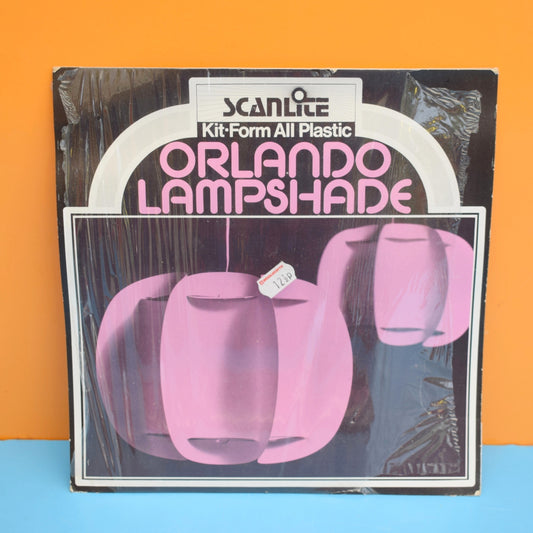 SCANLITE
Kit·Form All Plastic
ORLANDO
LAMPSHADE